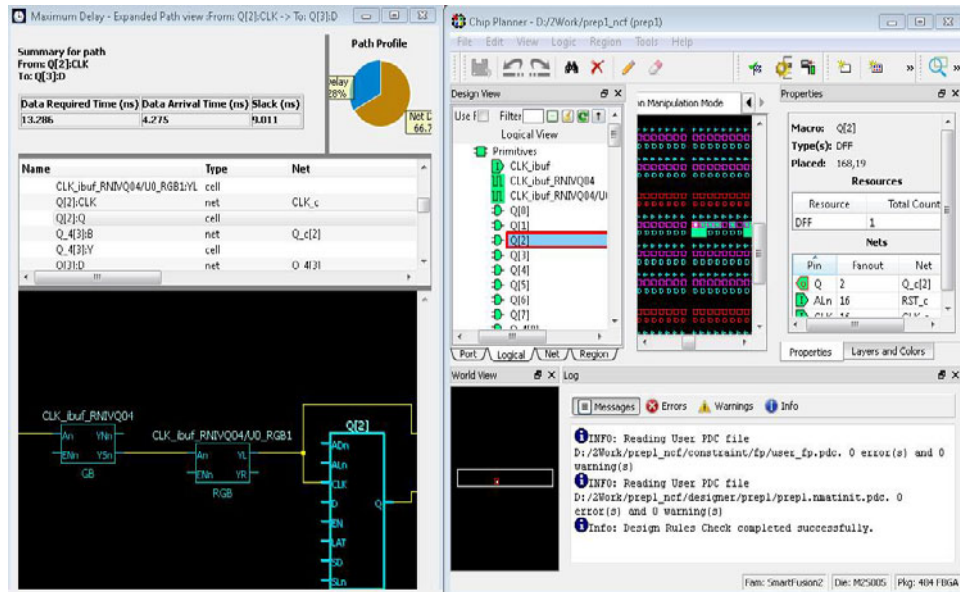 Maximum Delay - Expanded Path view :From: Q[2]:CLK -> To: Q[3]:D
Summary for path
From: Q[2]:CLK
To: Q[3]:D
Data Required Time (ns) Data Arrival Time (ns) Slack (ns)
13.286 4.275 9.011
Path Profile
elay
28%
Net D
66.7
Name Type Net
CLK_ibuf_RNIVQ04/U0_RGB1:YL cell
Q[2]:CLK net CLK_c
Q[2]:Q cell
Q_4[3]:B net Q_c[2]
Q_4[3]:Y cell
Q[3]:D net Q_4[3]
CLK_ibuf_RNIVQ04
An YNn
ENn YSn
GB
CLK_ibuf_RNIVQ04/U0_RGB1
An YL
ENn YR
RGB
Q[2]
ADn
ALn
CLK
D Q
EN
LAT
SD
SLn
Chip Planner - D:/2Work/prep1_ncf (prep1)
File Edit View Logic Region Tools Help
Design View
Use F Filter
Logical View
Primitives
CLK_ibuf
CLK_ibuf_RNIVQ04
CLK_ibuf_RNIVQ04/U
Q[0]
Q[1]
Q[2]
Q[3]
Q[4]
Q[5]
Q[6]
Q[7]
Q_4[0]
Port Logical Net Region
on Manipulation Mode
Properties
Macro: Q[2]
Type(s): DFF
Placed: 168,19
Resources
Resource Total Count
DFF 1
Nets
Pin Fanout Net
Q 2 Q_c[2]
ALn 16 RST_c
CLK 16 CLK_c
Properties Layers and Colors
World View
Log
Messages Errors Warnings Info
INFO: Reading User PDC file
D:/2Work/prep1_ncf/constraint/fp/user_fp.pdc. 0 error(s) and 0
warning(s)
INFO: Reading User PDC file
D:/2Work/prep1_ncf/designer/prep1/prep1.nmatinit.pdc. 0
error(s) and 0 warning(s)
Info: Design Rules Check completed successfully.
Fam: SmartFusion2 Die: M2S005 Pkg: 484 FBGA